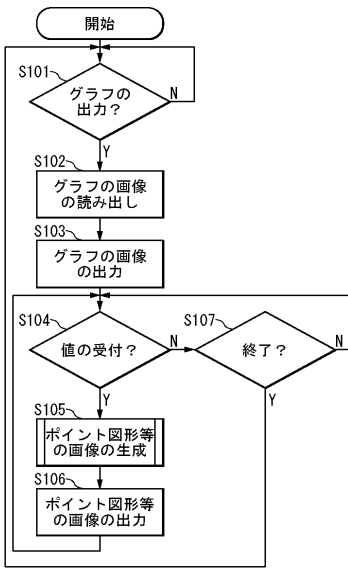 開始
S101
グラフの
出力？
N
Y
S102
グラフの画像
の読み出し
S103
グラフの画像
の出力
S104
値の受付？
N
Y
S107
終了？
N
Y
S105
ポイント図形等
の画像の生成
S106
ポイント図形等
の画像の出力